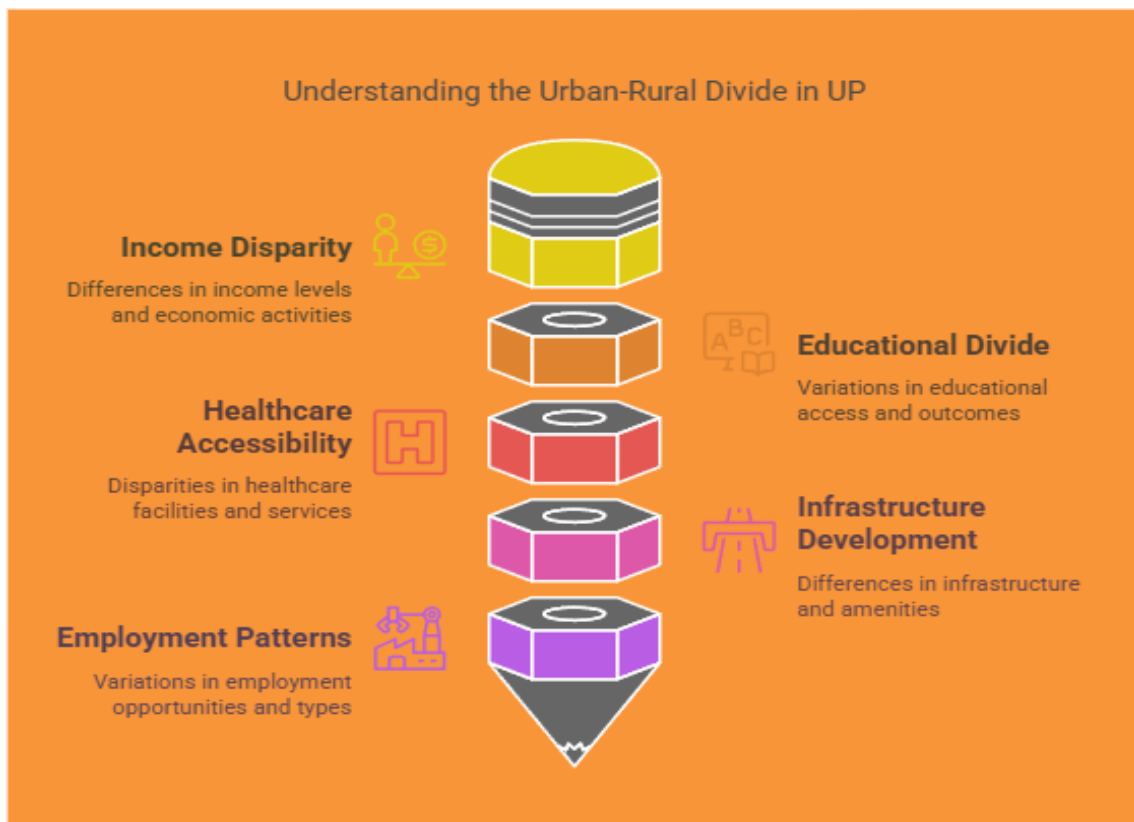 Understanding the Urban-Rural Divide in UP
Income Disparity
Differences in income levels
and economic activities
A B C
Educational Divide
Variations in educational
access and outcomes
Healthcare
Accessibility
H
Disparities in healthcare
facilities and services
Infrastructure
Development
Differences in infrastructure
and amenities
Employment Patterns
Variations in employment
opportunities and types